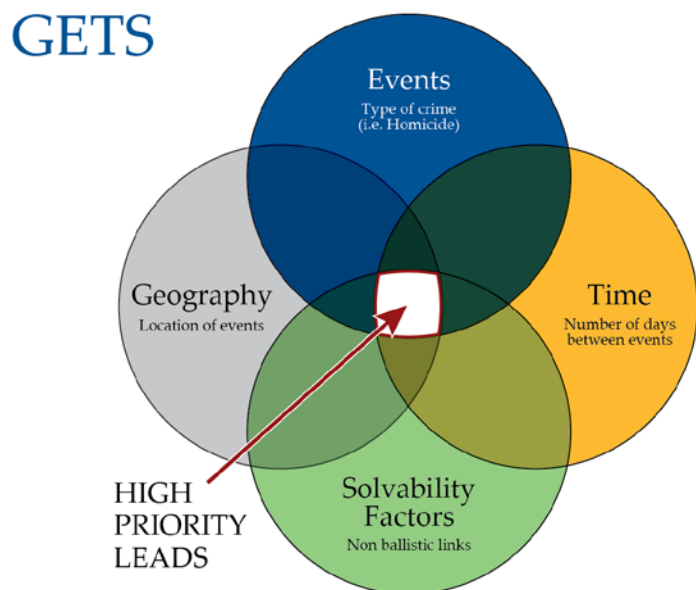 GETS
Events
Type of crime
(i.e. Homicide)
Geography
Location of events
Time
Number of days
between events
Solvability
Factors
Non ballistic links
HIGH
PRIORITY
LEADS